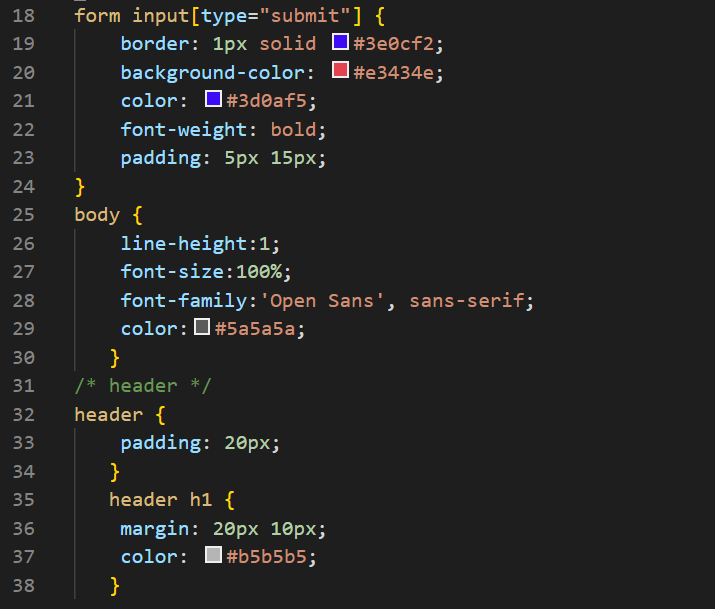 18 form input[type="submit"] {
19 border: 1px solid #3e0cf2;
20 background-color: #e3434e;
21 color: #3d0af5;
22 font-weight: bold;
23 padding: 5px 15px;
24 }
25 body {
26 line-height:1;
27 font-size:100%;
28 font-family:'Open Sans', sans-serif;
29 color:#5a5a5a;
30 }
31 /* header */
32 header {
33 padding: 20px;
34 }
35 header h1 {
36 margin: 20px 10px;
37 color: #b5b5b5;
38 }